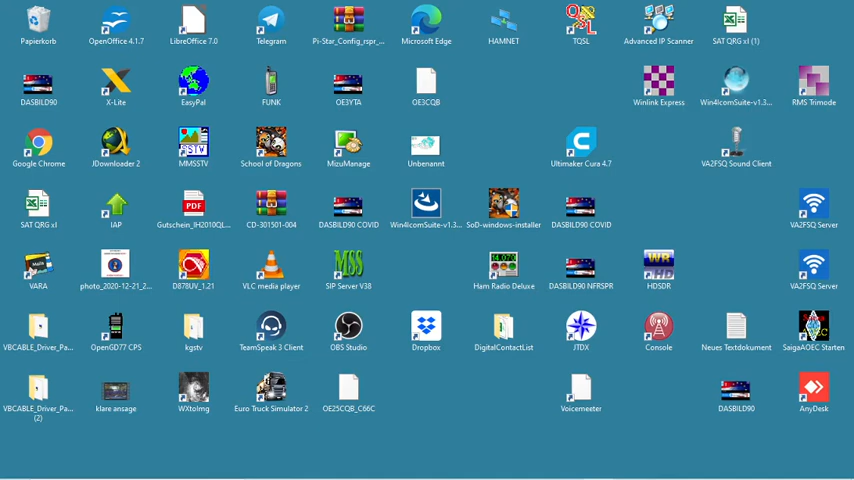 Papierkorb
OpenOffice 4.1.7
LibreOffice 7.0
Telegram
Pi-Star_Config_rspr_...
Microsoft Edge
HAMNET
TQSL
Advanced IP Scanner
SAT QRG xl (1)
DASBILD90
X-Lite
EasyPal
FUNK
OE3YTA
OE3CQB
Winlink Express
Win4IcomSuite-v1.3...
RMS Trimode
Google Chrome
JDownloader 2
SSTV
MMSSTV
School of Dragons
MizuManage
Unbenannt
Ultimaker Cura 4.7
VA2FSQ Sound Client
SAT QRG xl
IAP
PDF
Gutschein_IH2010QL...
CD-301501-004
DASBILD90 COVID
Win4IcomSuite-v1.3...
SoD-windows-installer
DASBILD90 COVID
VA2FSQ Server
VARA
photo_2020-12-21_2...
D878UV_1.21
VLC media player
MSS
SIP Server V38
Ham Radio Deluxe
DASBILD90 NFRSPR
WR
HD
HDSDR
VA2FSQ Server
VBCABLE_Driver_Pa...
OpenGD77 CPS
kgstv
TeamSpeak 3 Client
OBS Studio
Dropbox
DigitalContactList
JTDX
Console
Neues Textdokument
SaigaAOEC Starten
VBCABLE_Driver_Pa...
(2)
klare ansage
WXtoImg
Euro Truck Simulator 2
OE25CQB_C66C
Voicemeeter
DASBILD90
AnyDesk